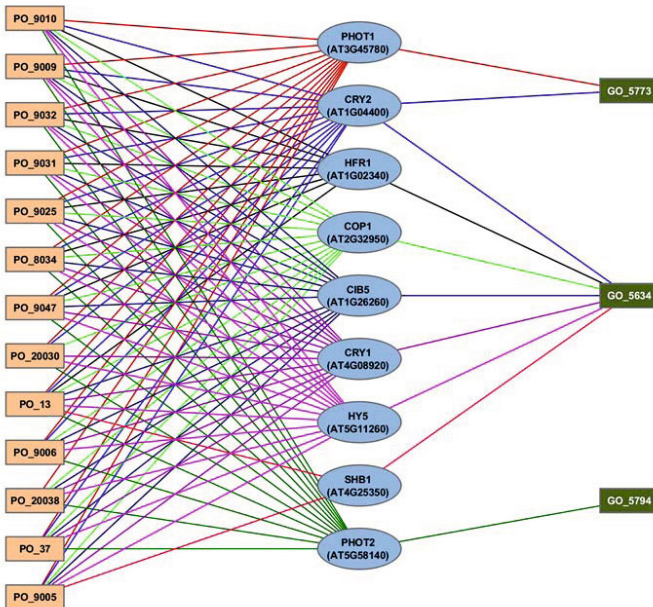 PO_9010
PO_9009
PO_9032
PO_9031
PO_9025
PO_8034
PO_9047
PO_20030
PO_13
PO_9006
PO_20038
PO_37
PO_9005
PHOT1
(AT3G45780)
CRY2
(AT1G04400)
HFR1
(AT1G02340)
COP1
(AT2G32950)
CIB5
(AT1G26260)
CRY1
(AT4G08920)
HY5
(AT5G11260)
SHB1
(AT4G25350)
PHOT2
(AT5G58140)
GO_5773
GO_5634
GO_5794